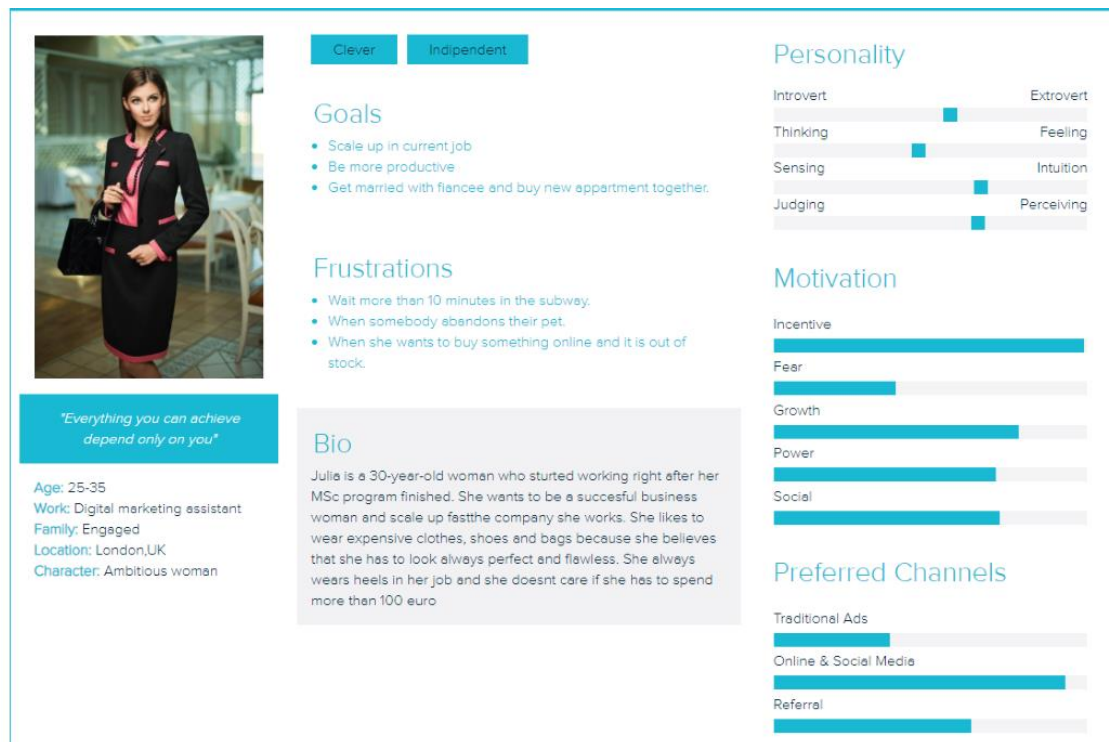 "Everything you can achieve
depend only on you"
Age: 25-35
Work: Digital marketing assistant
Family: Engaged
Location: London,UK
Character: Ambitious woman
Clever
Indipendent
Goals
• Scale up in current job
• Be more productive
• Get married with fiancee and buy new appartment together.
Frustrations
• Wait more than 10 minutes in the subway.
• When somebody abandons their pet.
• When she wants to buy something online and it is out of
stock.
Bio
Julia is a 30-year-old woman who sturted working right after her
MSc program finished. She wants to be a succesful business
woman and scale up fastthe company she works. She likes to
wear expensive clothes, shoes and bags because she believes
that she has to look always perfect and flawless. She always
wears heels in her job and she doesnt care if she has to spend
more than 100 euro
Personality
Introvert Extrovert
Thinking Feeling
Sensing Intuition
Judging Perceiving
Motivation
Incentive
Fear
Growth
Power
Social
Preferred Channels
Traditional Ads
Online & Social Media
Referral